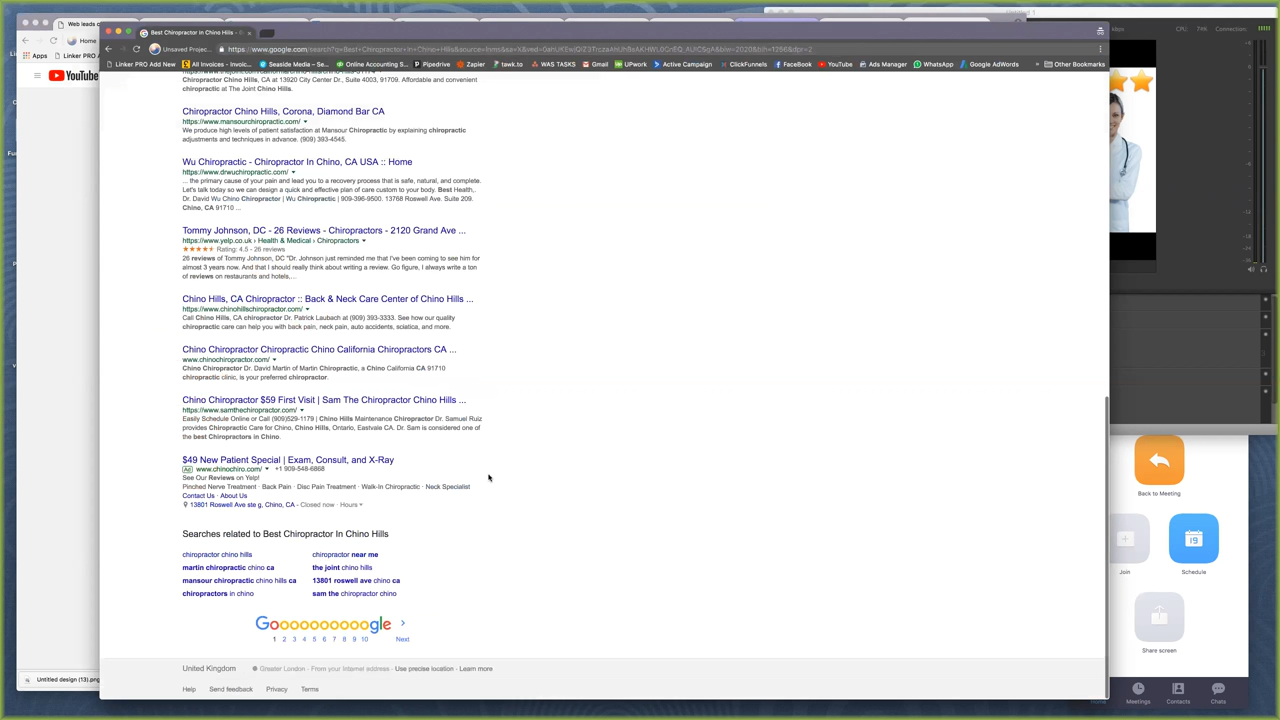 Untitled 1
Web leads c
Best Chiropractor in Chino Hills - G
Home
Unsaved Projec...
Apps
Linker PRO
Linker PRO Add New
All Invoices - Invoic...
Seaside Media – Se...
Online Accounting S...
Pipedrive
Zapier
tawk.to
WAS TASKS
Gmail
UPwork
Active Campaign
ClickFunnels
FaceBook
YouTube
Ads Manager
WhatsApp
Google AdWords
»
Other Bookmarks
kbps
CPU:
74%
Connection:
YouTube
Chiropractor Chino Hills, CA at 13920 City Center Dr., Suite 4003, 91709. Affordable and convenient
chiropractic at The Joint Chino Hills.
Chiropractor Chino Hills, Corona, Diamond Bar CA
https://www.mansourchiropractic.com/
We produce high levels of patient satisfaction at Mansour Chiropractic by explaining chiropractic
adjustments and techniques in advance. (909) 393-4545.
Wu Chiropractic - Chiropractor In Chino, CA USA :: Home
https://www.drwuchiropractic.com/
... the primary cause of your pain and lead you to a recovery process that is safe, natural, and complete.
Let's talk today so we can design a quick and effective plan of care custom to your body. Best Health,.
Dr. David Wu Chino Chiropractor | Wu Chiropractic | 909-396-9500. 13768 Roswell Ave. Suite 209.
Chino, CA 91710 ...
Tommy Johnson, DC - 26 Reviews - Chiropractors - 2120 Grand Ave ...
https://www.yelp.co.uk › Health & Medical › Chiropractors
Rating: 4.5 - 26 reviews
26 reviews of Tommy Johnson, DC "Dr. Johnson just reminded me that I've been coming to see him for
almost 3 years now. And that I should really think about writing a review. Go figure, I always write a ton
of reviews on restaurants and hotels,...
Chino Hills, CA Chiropractor :: Back & Neck Care Center of Chino Hills ...
https://www.chinohillschiropractor.com/
Call Chino Hills, CA chiropractor Dr. Patrick Laubach at (909) 393-3333. See how our quality
chiropractic care can help you with back pain, neck pain, auto accidents, sciatica, and more.
Chino Chiropractor Chiropractic Chino California Chiropractors CA ...
www.chinochiropractor.com/
Chino Chiropractor Dr. David Martin of Martin Chiropractic, a Chino California CA 91710
chiropractic clinic, is your preferred chiropractor.
Chino Chiropractor $59 First Visit | Sam The Chiropractor Chino Hills ...
https://www.samthechiropractor.com/
Easily Schedule Online or Call (909)529-1179 | Chino Hills Maintenance Chiropractor Dr. Samuel Ruiz
provides Chiropractic Care for Chino, Chino Hills, Ontario, Eastvale CA. Dr. Sam is considered one of
the best Chiropractors in Chino.
$49 New Patient Special | Exam, Consult, and X-Ray
Ad www.chinochiro.com/ +1 909-548-6868
See Our Reviews on Yelp!
Pinched Nerve Treatment · Back Pain · Disc Pain Treatment · Walk-In Chiropractic · Neck Specialist
Contact Us · About Us
13801 Roswell Ave ste g, Chino, CA - Closed now · Hours
Searches related to Best Chiropractor In Chino Hills
chiropractor chino hills
chiropractor near me
martin chiropractic chino ca
the joint chino hills
mansour chiropractic chino hills ca
13801 roswell ave chino ca
chiropractors in chino
sam the chiropractor chino
Goooooooooogle
1 2 3 4 5 6 7 8 9 10 Next
United Kingdom
Greater London - From your Internet address - Use precise location - Learn more
Help
Send feedback
Privacy
Terms
Untitled design (13).png
Back to Meeting
Join
Schedule
19
Share screen
Home
Meetings
Contacts
Chats